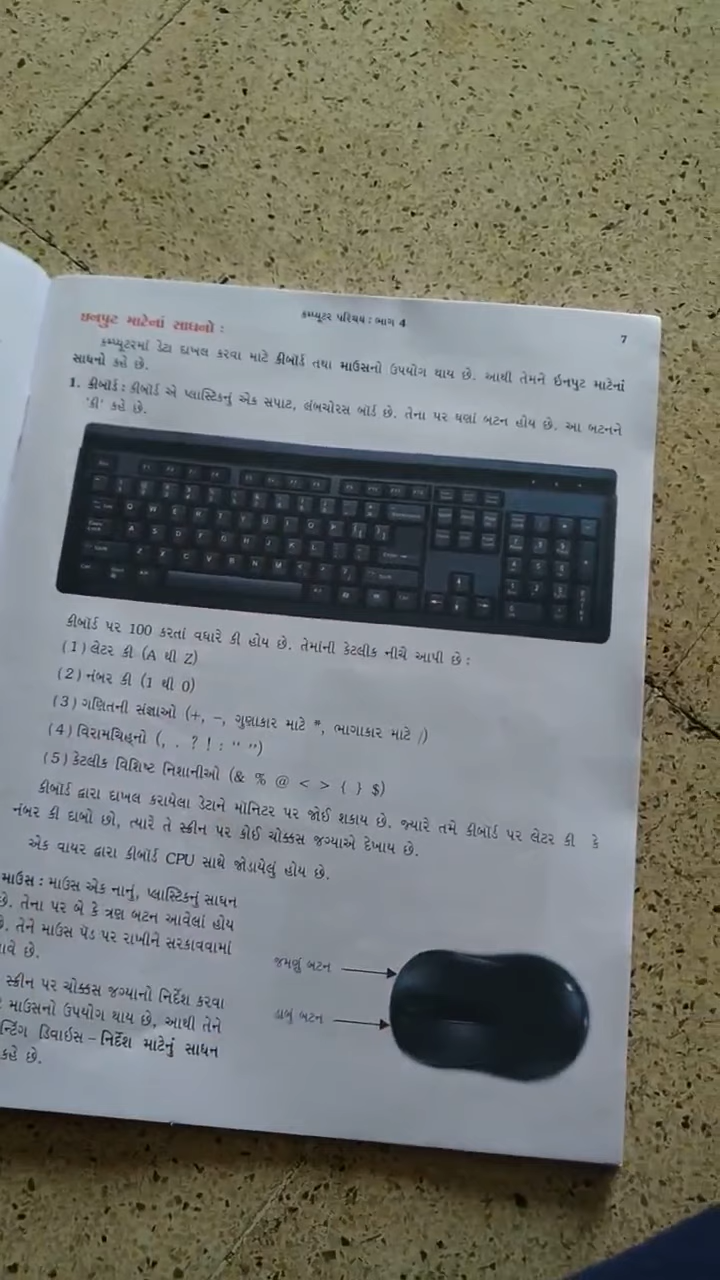 કમ્પ્યૂટર પરિચય : ભાગ 4
7
ઇનપુટ માટેનાં સાધનો :
કમ્પ્યૂટરમાં ડેટા દાખલ કરવા માટે કીબૉર્ડ તથા માઉસનો ઉપયોગ થાય છે. આથી તેમને ઇનપુટ માટેનાં
સાધનો કહે છે.
1. કીબૉર્ડ : કીબૉર્ડ એ પ્લાસ્ટિકનું એક સપાટ, લંબચોરસ બૉર્ડ છે. તેના પર ઘણાં બટન હોય છે. આ બટનને
'કી' કહે છે.
કીબૉર્ડ પર 100 કરતાં વધારે કી હોય છે. તેમાંની કેટલીક નીચે આપી છે :
(1) લેટર કી (A થી Z)
(2) નંબર કી (1 થી 0)
(3) ગણિતની સંજ્ઞાઓ (+, –, ગુણાકાર માટે *, ભાગાકાર માટે /)
(4) વિરામચિહ્નો (, . ? ! : “ ”)
(5) કેટલીક વિશિષ્ટ નિશાનીઓ (& % @ < > { } $)
કીબૉર્ડ દ્વારા દાખલ કરાયેલા ડેટાને મૉનિટર પર જોઈ શકાય છે. જ્યારે તમે કીબૉર્ડ પર લેટર કી કે
નંબર કી દાબો છો, ત્યારે તે સ્ક્રીન પર કોઈ ચોક્કસ જગ્યાએ દેખાય છે.
એક વાયર દ્વારા કીબૉર્ડ CPU સાથે જોડાયેલું હોય છે.
માઉસ : માઉસ એક નાનું, પ્લાસ્ટિકનું સાધન
છે. તેના પર બે કે ત્રણ બટન આવેલાં હોય
છે. તેને માઉસ પૅડ પર રાખીને સરકાવવામાં
આવે છે.
સ્ક્રીન પર ચોક્કસ જગ્યાનો નિર્દેશ કરવા
માઉસનો ઉપયોગ થાય છે, આથી તેને
ન્ટિંગ ડિવાઇસ – નિર્દેશ માટેનું સાધન
કહે છે.
જમણું બટન
ડાબું બટન